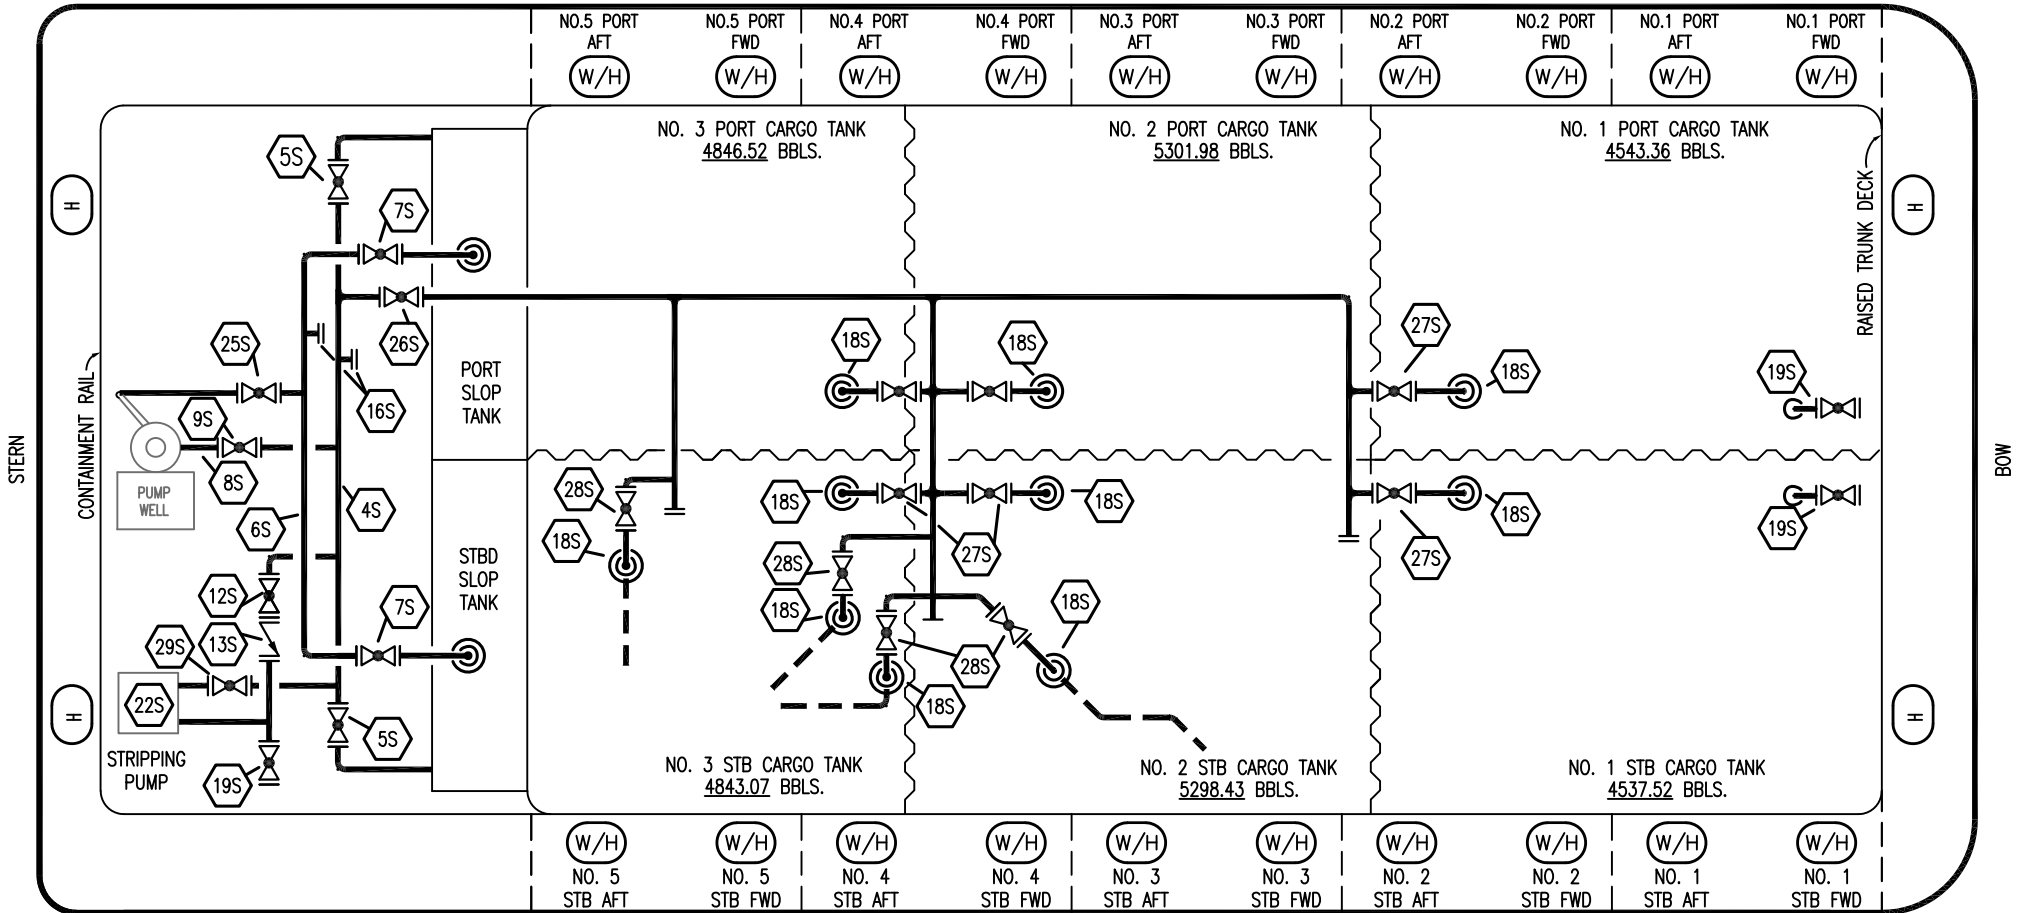 NO.5 PORT
AFT
NO.5 PORT
FWD
NO.4 PORT
AFT
NO.4 PORT
FWD
NO.3 PORT
AFT
NO.3 PORT
FWD
NO.2 PORT
AFT
NO.2 PORT
FWD
NO.1 PORT
AFT
NO.1 PORT
FWD
W/H
W/H
W/H
W/H
W/H
W/H
W/H
W/H
W/H
W/H
NO. 3 PORT CARGO TANK
4846.52 BBLS.
NO. 2 PORT CARGO TANK
5301.98 BBLS.
NO. 1 PORT CARGO TANK
4543.36 BBLS.
5S
7S
H
H
RAISED TRUNK DECK
25S
26S
18S
18S
27S
18S
19S
PORT
SLOP
TANK
16S
9S
8S
STERN
CONTAINMENT RAIL
BOW
PUMP
WELL
6S
4S
28S
18S
18S
18S
18S
19S
27S
27S
28S
18S
18S
STBD
SLOP
TANK
12S
7S
13S
29S
22S
28S
18S
H
H
5S
STRIPPING
PUMP
19S
NO. 3 STB CARGO TANK
4843.07 BBLS.
NO. 2 STB CARGO TANK
5298.43 BBLS.
NO. 1 STB CARGO TANK
4537.52 BBLS.
W/H
W/H
W/H
W/H
W/H
W/H
W/H
W/H
W/H
W/H
NO. 5
STB AFT
NO. 5
STB FWD
NO. 4
STB AFT
NO. 4
STB FWD
NO. 3
STB AFT
NO. 3
STB FWD
NO. 2
STB AFT
NO. 2
STB FWD
NO. 1
STB AFT
NO. 1
STB FWD